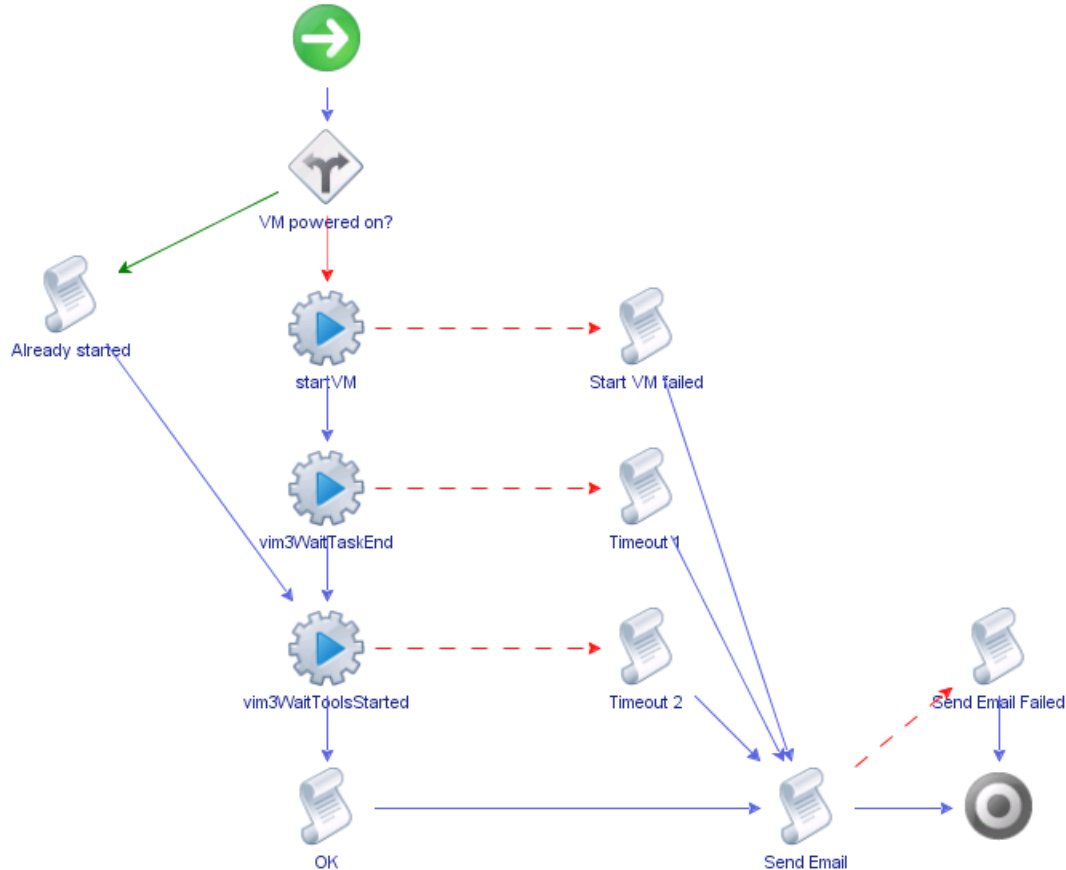 VM powered on?
Already started
startVM
Start VM failed
vim3WaitTaskEnd
Timeout 1
vim3WaitToolsStarted
Timeout 2
Send Email Failed
OK
Send Email